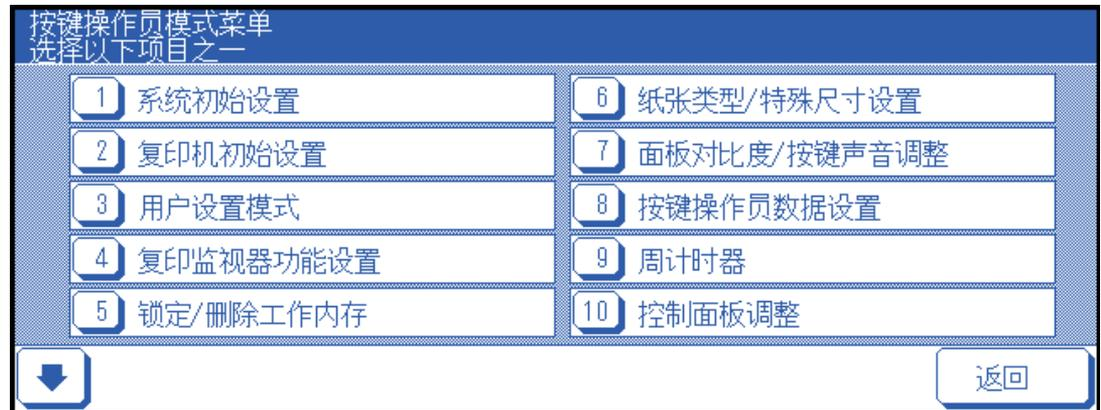 按键操作员模式菜单
选择以下项目之一
1 系统初始设置
2 复印机初始设置
3 用户设置模式
4 复印监视器功能设置
5 锁定/删除工作内存
6 纸张类型/特殊尺寸设置
7 面板对比度/按键声音调整
8 按键操作员数据设置
9 周计时器
10 控制面板调整
返回